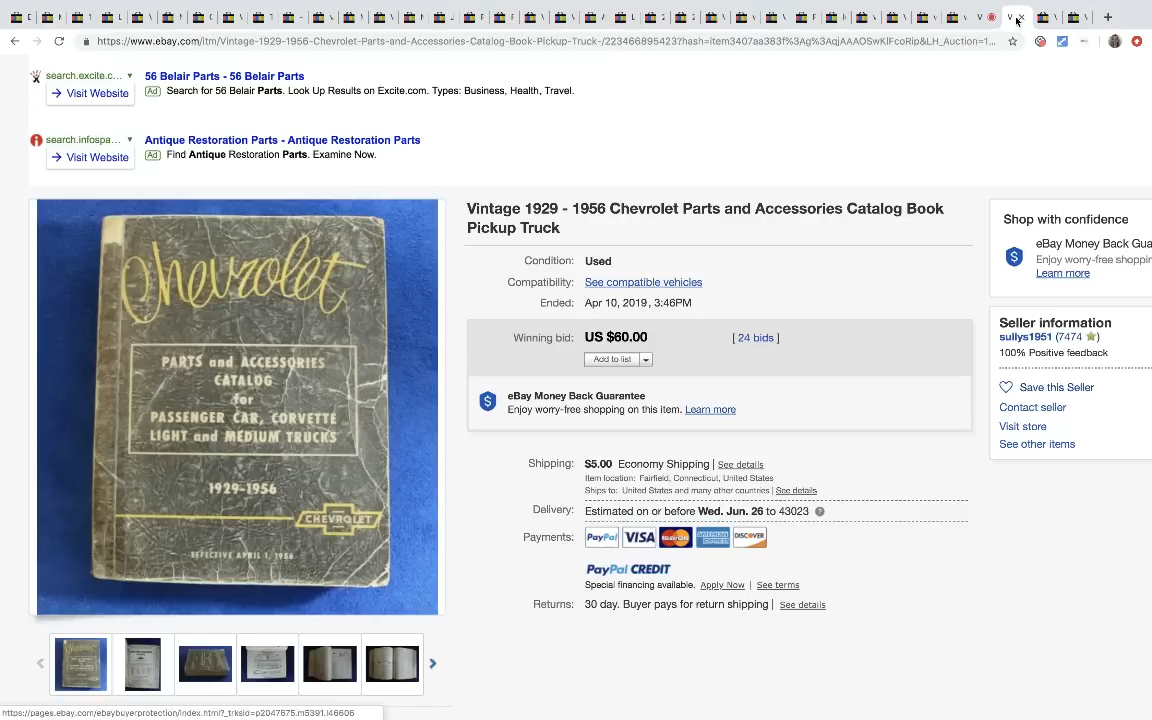 https://www.ebay.com/itm/Vintage-1929-1956-Chevrolet-Parts-and-Accessories-Catalog-Book-Pickup-Truck-/223466895423?hash=item3407aa383f%3Ag%3AqjAAAOSwKlFcoRip&LH_Auction=1...
search.excite.c...
56 Belair Parts - 56 Belair Parts
→ Visit Website
Ad Search for 56 Belair Parts. Look Up Results on Excite.com. Types: Business, Health, Travel.
search.infospa...
Antique Restoration Parts - Antique Restoration Parts
→ Visit Website
Ad Find Antique Restoration Parts. Examine Now.
Chevrolet
PARTS and ACCESSORIES
CATALOG
for
PASSENGER CAR, CORVETTE
LIGHT and MEDIUM TRUCKS
1929-1956
CHEVROLET
EFFECTIVE APRIL 1, 1956
Vintage 1929 - 1956 Chevrolet Parts and Accessories Catalog Book
Pickup Truck
Condition: Used
Compatibility: See compatible vehicles
Ended: Apr 10, 2019 , 3:46PM
Winning bid: US $60.00 [ 24 bids ]
Add to list
eBay Money Back Guarantee
Enjoy worry-free shopping on this item. Learn more
Shipping: $5.00 Economy Shipping | See details
Item location: Fairfield, Connecticut, United States
Ships to: United States and many other countries | See details
Delivery: Estimated on or before Wed. Jun. 26 to 43023
Payments: PayPal VISA MasterCard AMERICAN EXPRESS DISCOVER
PayPal CREDIT
Special financing available. Apply Now | See terms
Returns: 30 day. Buyer pays for return shipping | See details
Shop with confidence
eBay Money Back Gua
Enjoy worry-free shoppin
Learn more
Seller information
sullys1951 (7474)
100% Positive feedback
Save this Seller
Contact seller
Visit store
See other items
https://pages.ebay.com/ebaybuyerprotection/index.html?_trksid=p2047675.m5391.l46606